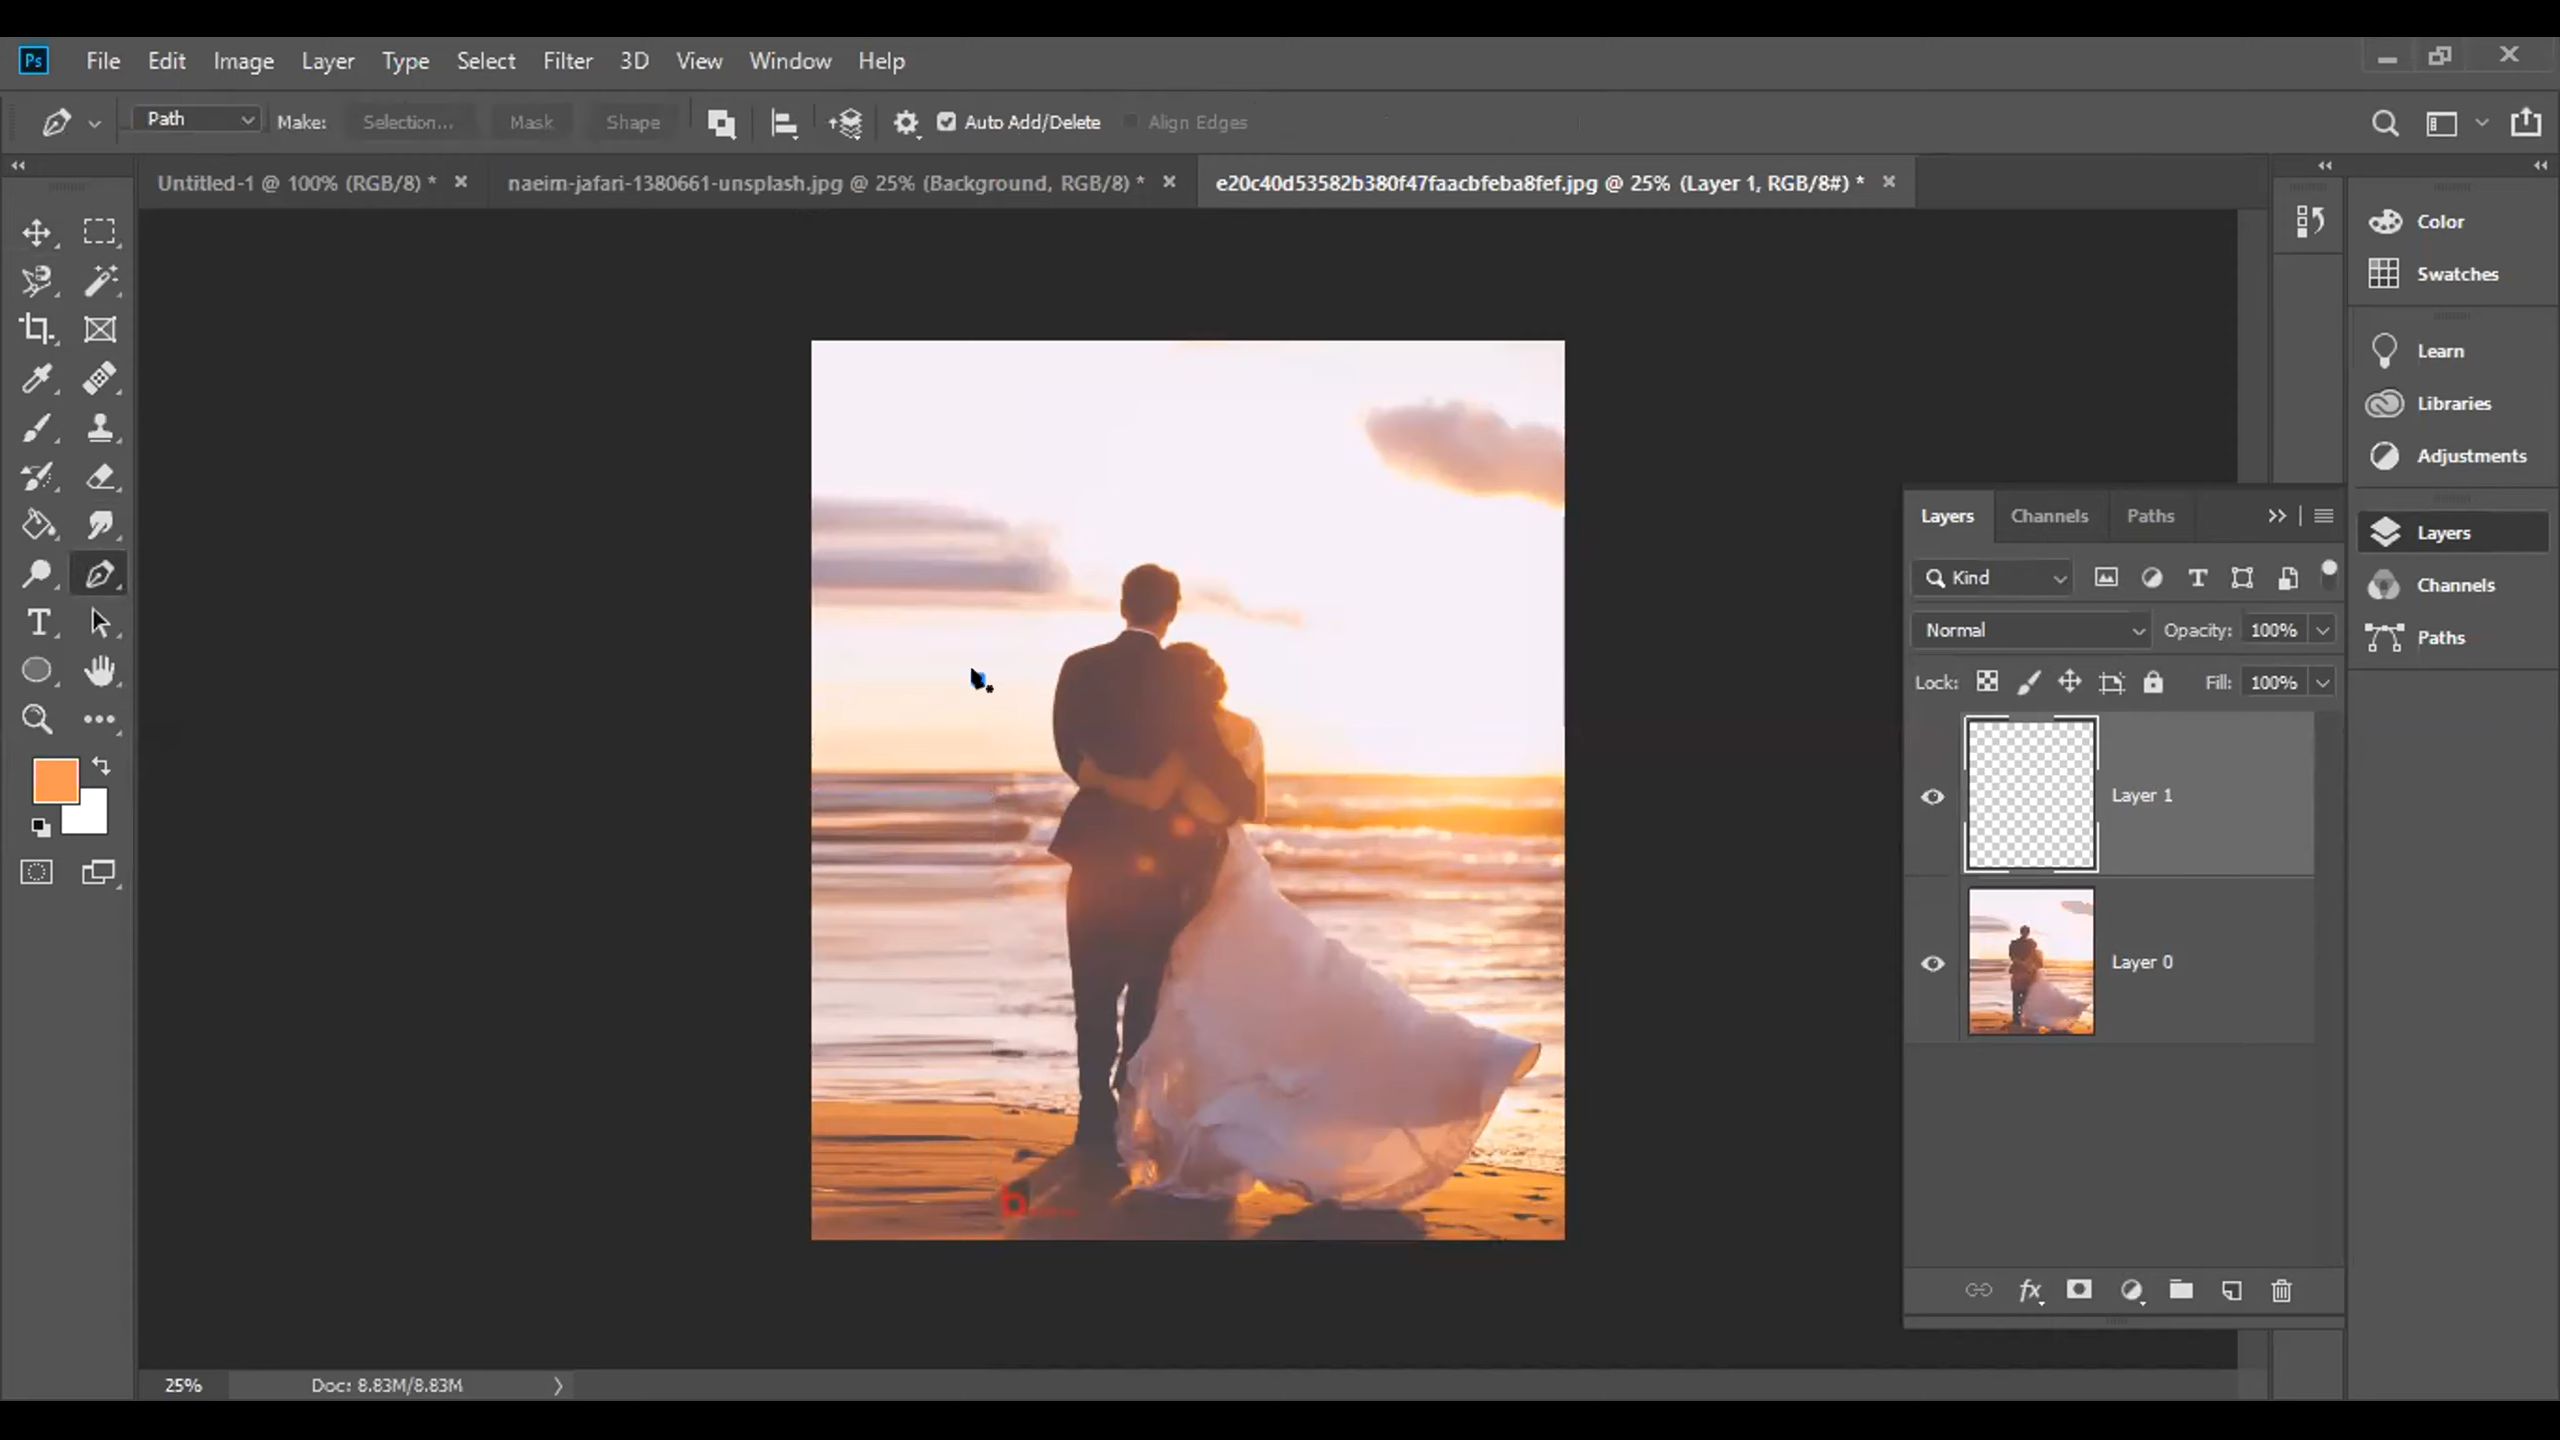 Ps File Edit Image Layer Type Select Filter 3D View Window Help
Path Make: Selection... Mask Shape Auto Add/Delete Align Edges
Untitled-1 @ 100% (RGB/8) * naeim-jafari-1380661-unsplash.jpg @ 25% (Background, RGB/8) * e20c40d53582b380f47faacbfeba8fef.jpg @ 25% (Layer 1, RGB/8#) *
Color
Swatches
Learn
Libraries
Adjustments
Layers
Channels
Paths
Layers Channels Paths
Kind
Normal Opacity: 100%
Lock: Fill: 100%
Layer 1
Layer 0
fx
b
25% Doc: 8.83M/8.83M